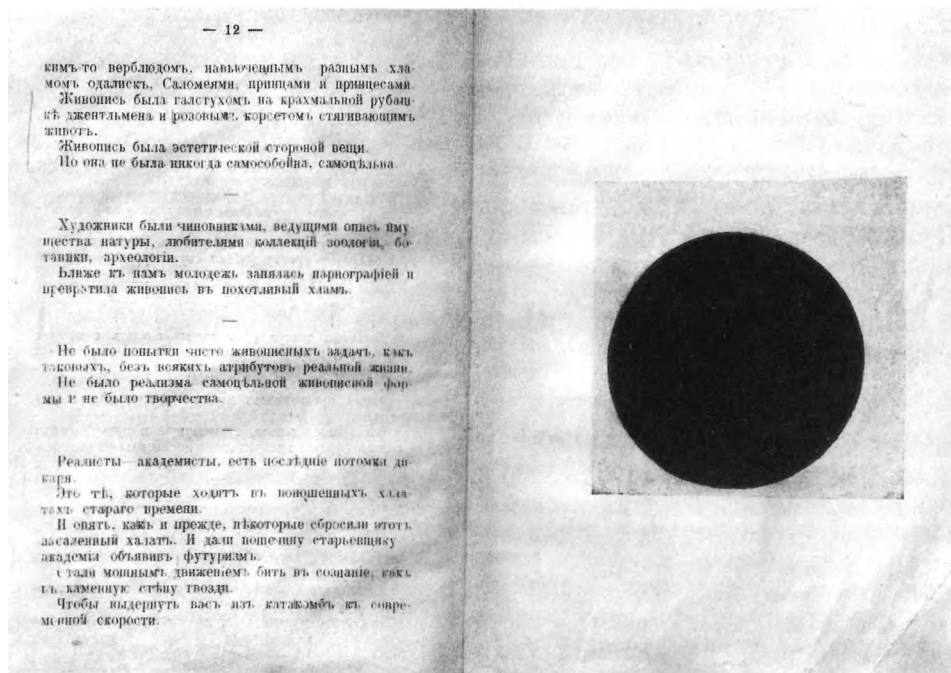 — 12 —
кимъ-то верблюдомъ, навьюченнымъ разнымъ хла-
момъ одалискъ, Саломеями, принцами и принцесами.
Живопись была галстухомъ на крахмальной рубаш-
кѣ джентльмена и розовымъ корсетомъ стягивающимъ
животъ.
Живопись была эстетической стороной вещи.
Но она не была никогда самособойна, самоцѣльна.
—
Художники были чиновниками, ведущими опись иму-
щества натуры, любителями коллекцій зоологіи, бо-
таники, археологіи.
Ближе къ намъ молодежь занялась парнографіей и
превратила живопись въ похотливый хламъ.
—
Не было попытки чисто живописныхъ задачъ, какъ
таковыхъ, безъ всякихъ атрибутовъ реальной жизни.
Не было реализма самоцѣльной живописной фор-
мы и не было творчества.
—
Реалисты академисты, есть послѣдніе потомки ди-
каря.
Это тѣ, которые ходятъ въ поношенныхъ хала-
тахъ стараго времени.
И опять, какъ и прежде, нѣкоторые сбросили этотъ
засаленный халатъ. И дали пощечину старьевщику
академіи объявивъ футуризмъ.
Стали мощнымъ движеніемъ бить въ сознаніе, какъ
въ каменную стѣну гвозди.
Чтобы выдернуть васъ изъ катакомбъ къ совре-
менной скорости.